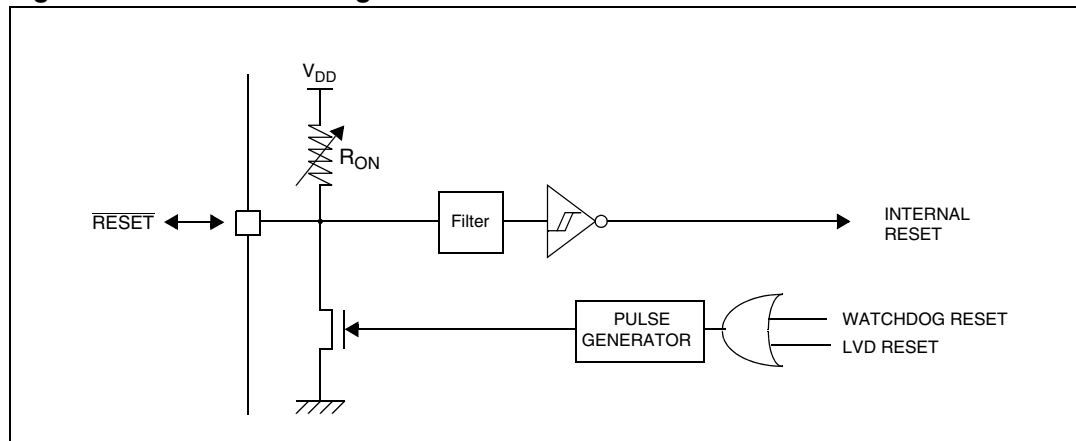 V_DD
R_ON
RESET
Filter
INTERNAL
RESET
PULSE
GENERATOR
WATCHDOG RESET
LVD RESET